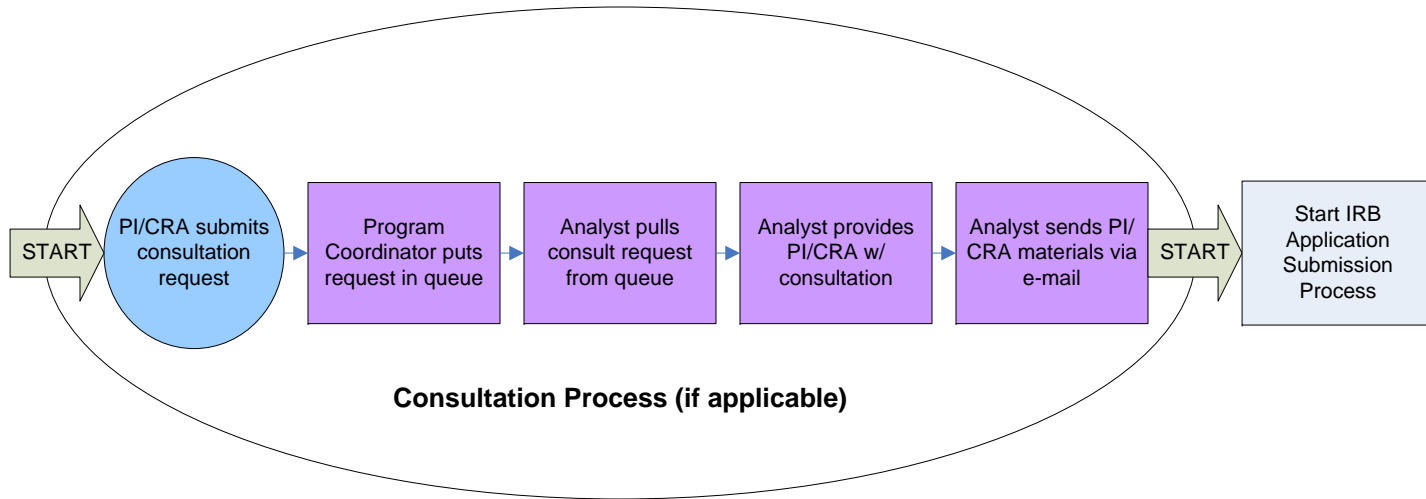 START
PI/CRA submits
consultation
request
Program
Coordinator puts
request in queue
Analyst pulls
consult request
from queue
Analyst provides
PI/CRA w/
consultation
Analyst sends PI/
CRA materials via
e-mail
START
Start IRB
Application
Submission
Process
Consultation Process (if applicable)